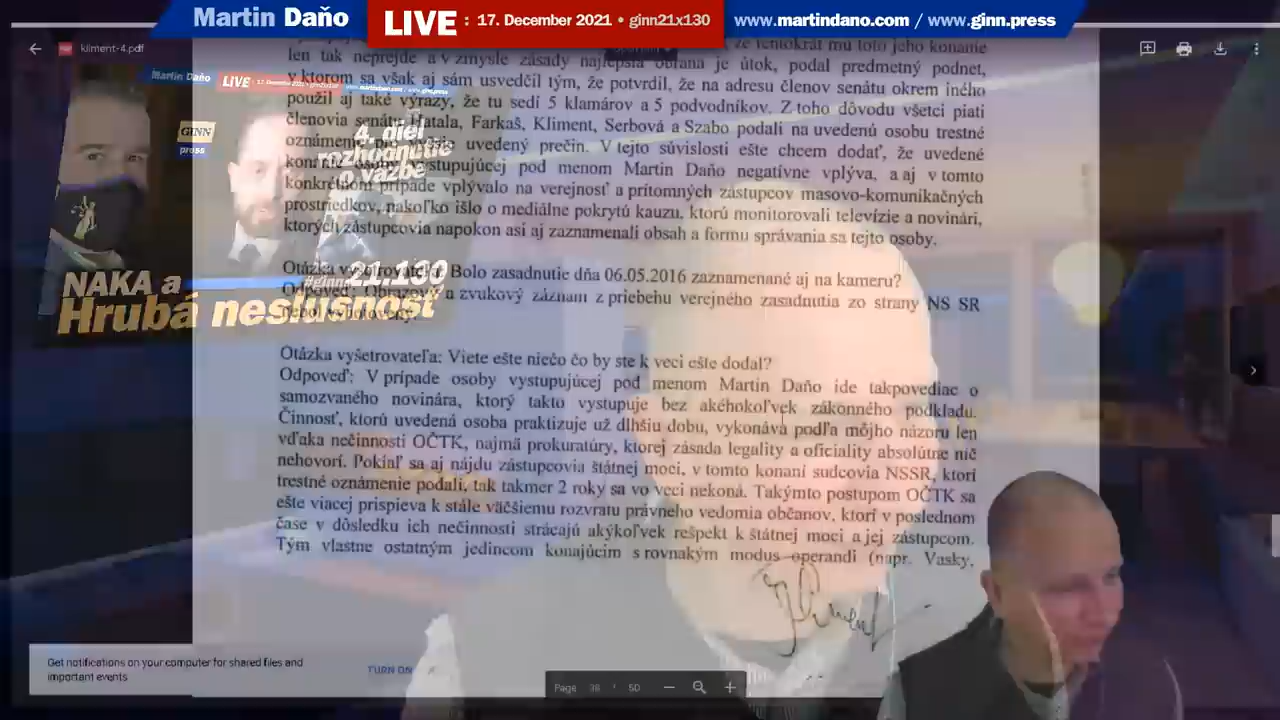 Martin Daňo
LIVE : 17. December 2021 • ginn21x130
www.martindano.com / www.ginn.press
kliment-4.pdf
že tentokrát mu toto jeho konanie
len tak neprejde a v zmysle zásady najlepšia obrana je útok, podal predmetný podnet,
v ktorom sa však aj sám usvedčil tým, že potvrdil, že na adresu členov senátu okrem iného
použil aj také výrazy, že tu sedí 5 klamárov a 5 podvodníkov. Z toho dôvodu všetci piati
členovia senátu Hatala, Farkaš, Kliment, Serbová a Szabo podali na uvedenú osobu trestné
oznámenie pre vyššie uvedený prečin. V tejto súvislosti ešte chcem dodať, že uvedené
konanie osoby vystupujúcej pod menom Martin Daňo negatívne vplýva, a aj v tomto
konkrétnom prípade vplývalo na verejnosť a prítomných zástupcov masovo-komunikačných
prostriedkov, nakoľko išlo o mediálne pokrytú kauzu, ktorú monitorovali televízie a novinári,
ktorých zástupcovia napokon asi aj zaznamenali obsah a formu správania sa tejto osoby.
Otázka vyšetrovateľa: Bolo zasadnutie dňa 06.05.2016 zaznamenané aj na kameru?
Odpoveď: Obrazový a zvukový záznam z priebehu verejného zasadnutia zo strany NS SR
nebol vyhotovený.
Otázka vyšetrovateľa: Viete ešte niečo čo by ste k veci ešte dodal?
Odpoveď: V prípade osoby vystupujúcej pod menom Martin Daňo ide takpovediac o
samozvaného novinára, ktorý takto vystupuje bez akéhokoľvek zákonného podkladu.
Činnosť, ktorú uvedená osoba praktizuje už dlhšiu dobu, vykonáva podľa môjho názoru len
vďaka nečinnosti OČTK, najmä prokuratúry, ktorej zásada legality a oficiality absolútne nič
nehovorí. Pokiaľ sa aj nájdu zástupcovia štátnej moci, v tomto konaní sudcovia NSSR, ktorí
trestné oznámenie podali, tak takmer 2 roky sa vo veci nekoná. Takýmto postupom OČTK sa
ešte viacej prispieva k stále väčšiemu rozvratu právneho vedomia občanov, ktorí v poslednom
čase v dôsledku ich nečinnosti strácajú akýkoľvek rešpekt k štátnej moci a jej zástupcom.
Tým vlastne ostatným jedincom konajúcim s rovnakým modus operandi (napr. Vasky,
Martin Daňo
LIVE
GINN
press
4. diel
rozhodnutie
o väzbe
NAKA a
#ginn21.130
Hrubá neslušnosť
Get notifications on your computer for shared files and
important events
TURN ON
Page 38 / 50